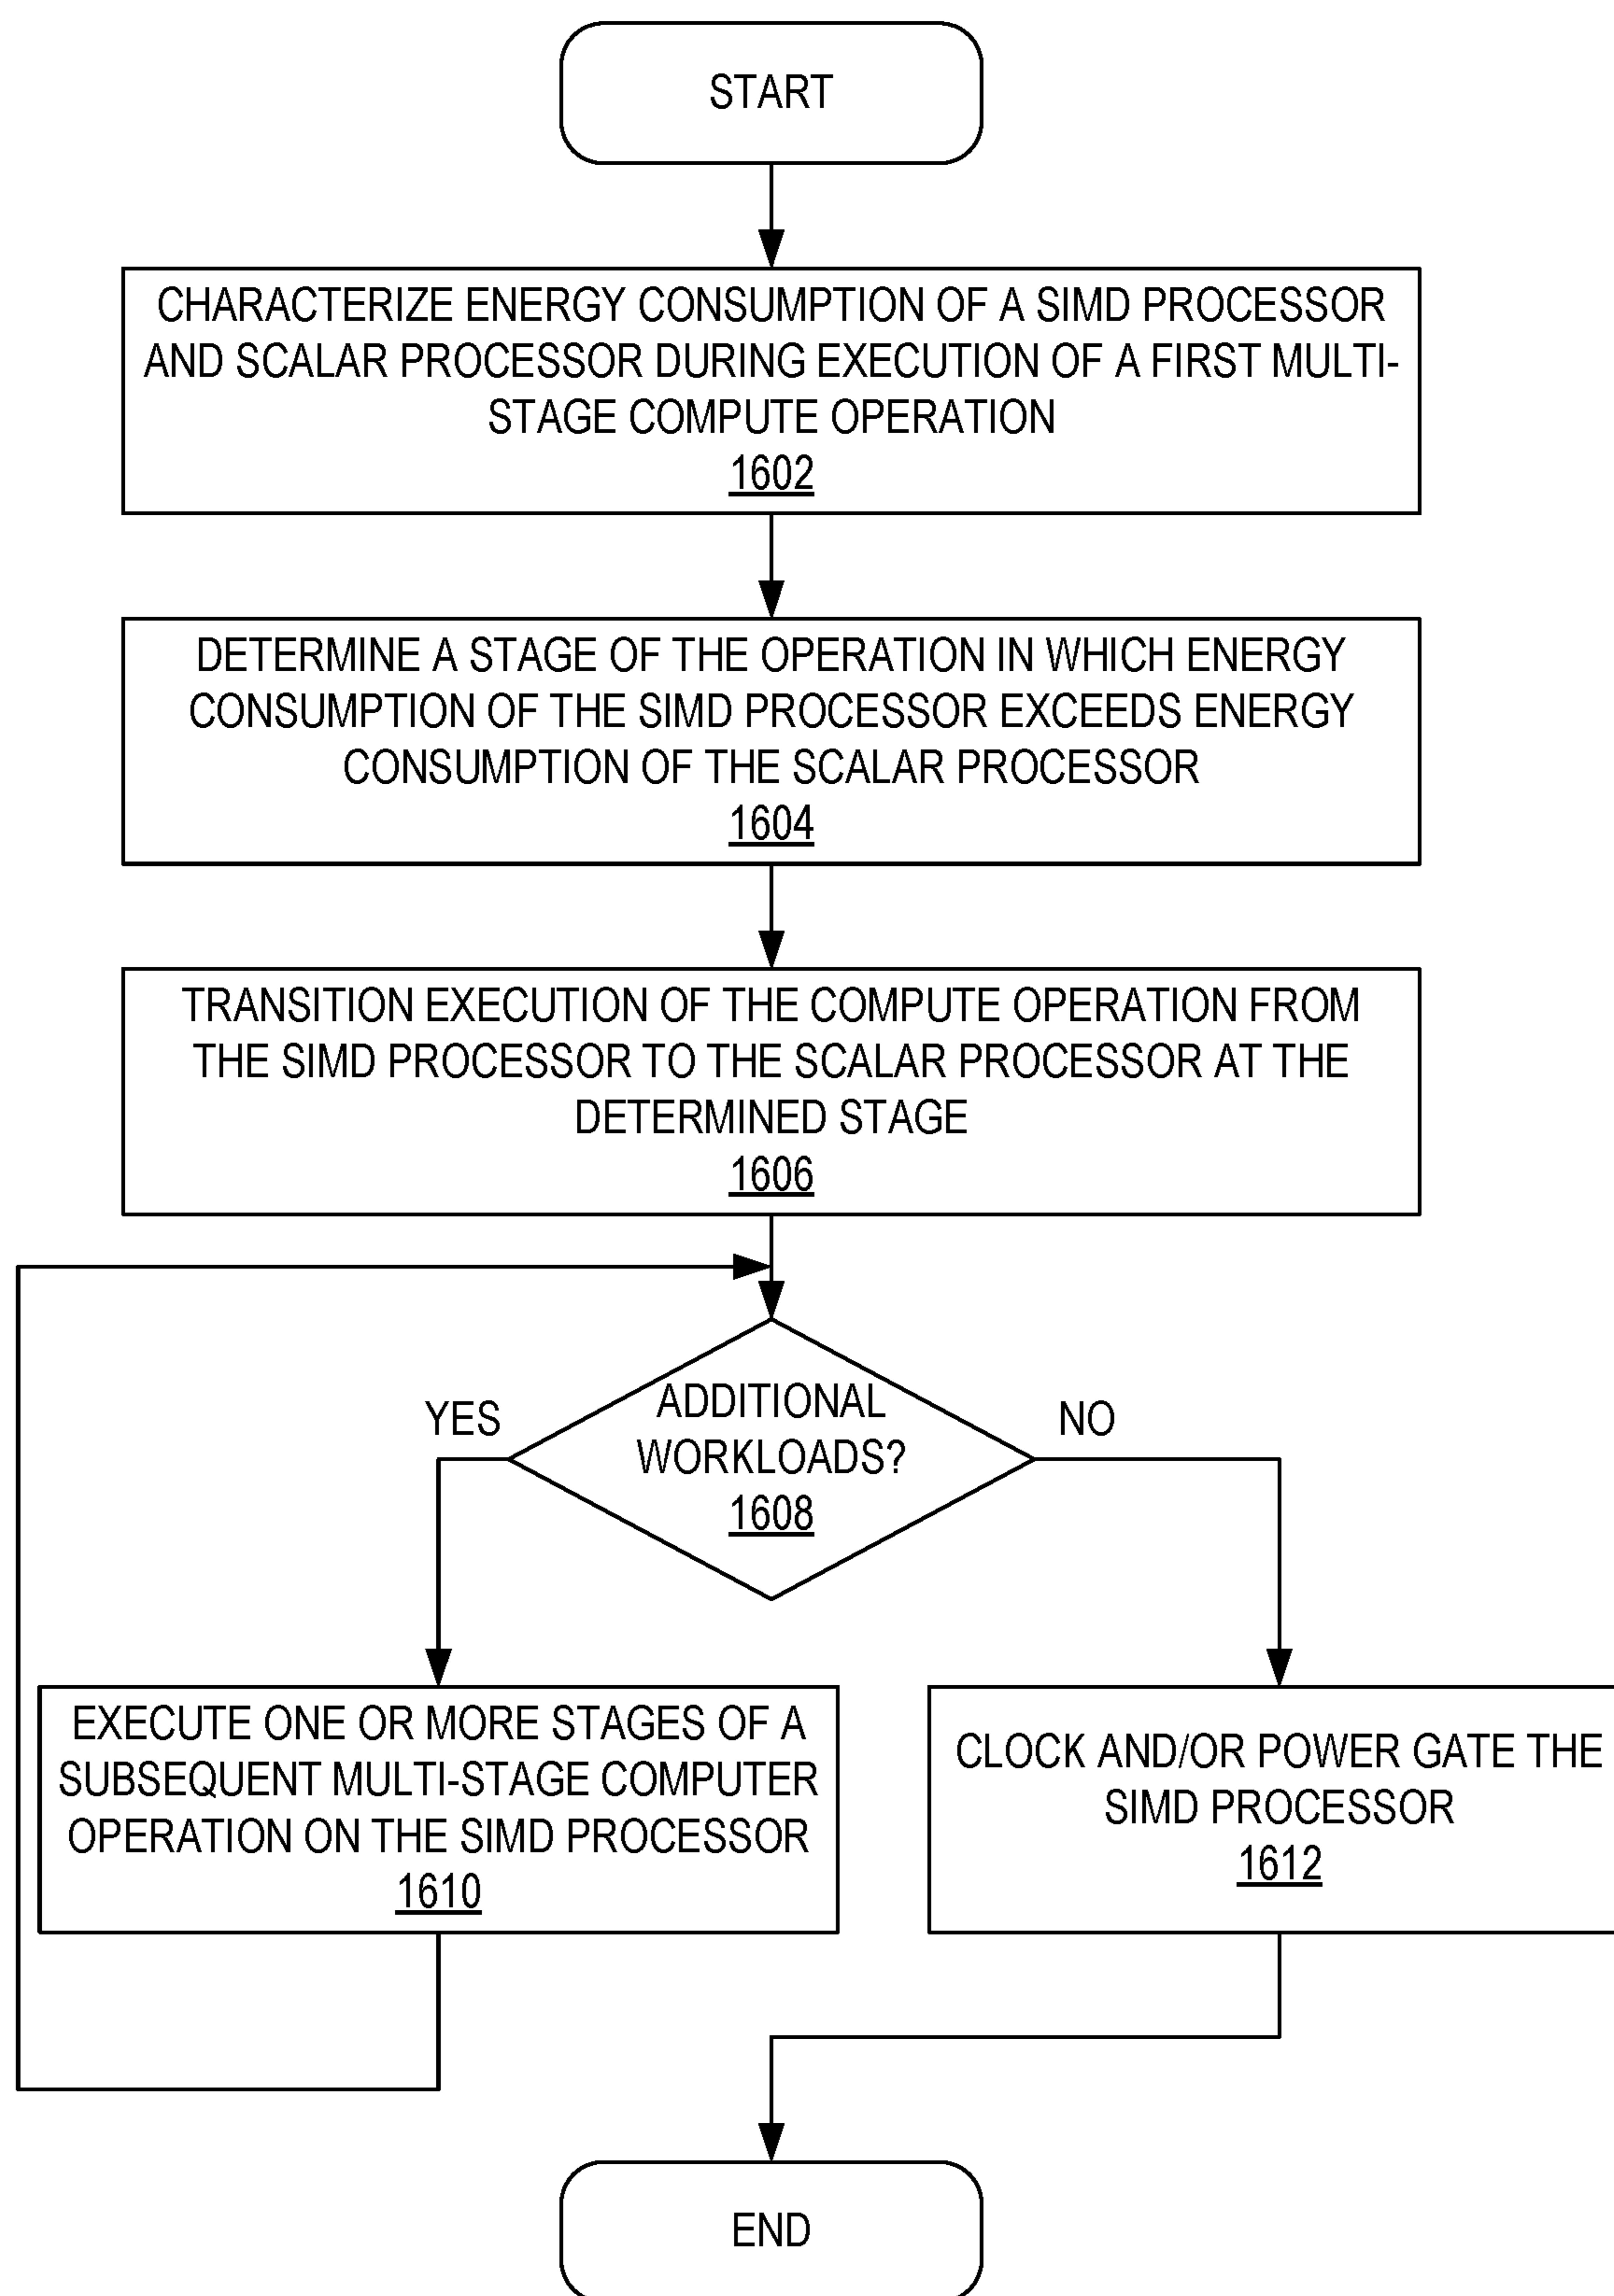 START
CHARACTERIZE ENERGY CONSUMPTION OF A SIMD PROCESSOR
AND SCALAR PROCESSOR DURING EXECUTION OF A FIRST MULTI-
STAGE COMPUTE OPERATION
1602
DETERMINE A STAGE OF THE OPERATION IN WHICH ENERGY
CONSUMPTION OF THE SIMD PROCESSOR EXCEEDS ENERGY
CONSUMPTION OF THE SCALAR PROCESSOR
1604
TRANSITION EXECUTION OF THE COMPUTE OPERATION FROM
THE SIMD PROCESSOR TO THE SCALAR PROCESSOR AT THE
DETERMINED STAGE
1606
ADDITIONAL
WORKLOADS?
1608
YES
NO
EXECUTE ONE OR MORE STAGES OF A
SUBSEQUENT MULTI-STAGE COMPUTER
OPERATION ON THE SIMD PROCESSOR
1610
CLOCK AND/OR POWER GATE THE
SIMD PROCESSOR
1612
END